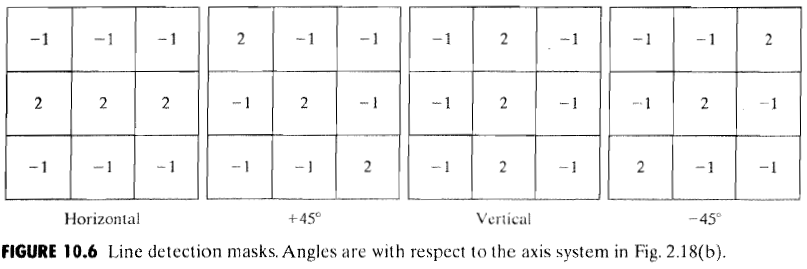 -1 -1 -1 2 -1 -1 -1 2 -1 -1 -1 2
2 2 2 -1 2 -1 -1 2 -1 -1 2 -1
-1 -1 -1 -1 -1 2 -1 2 -1 2 -1 -1
Horizontal +45° Vertical -45°
FIGURE 10.6 Line detection masks. Angles are with respect to the axis system in Fig. 2.18(b).